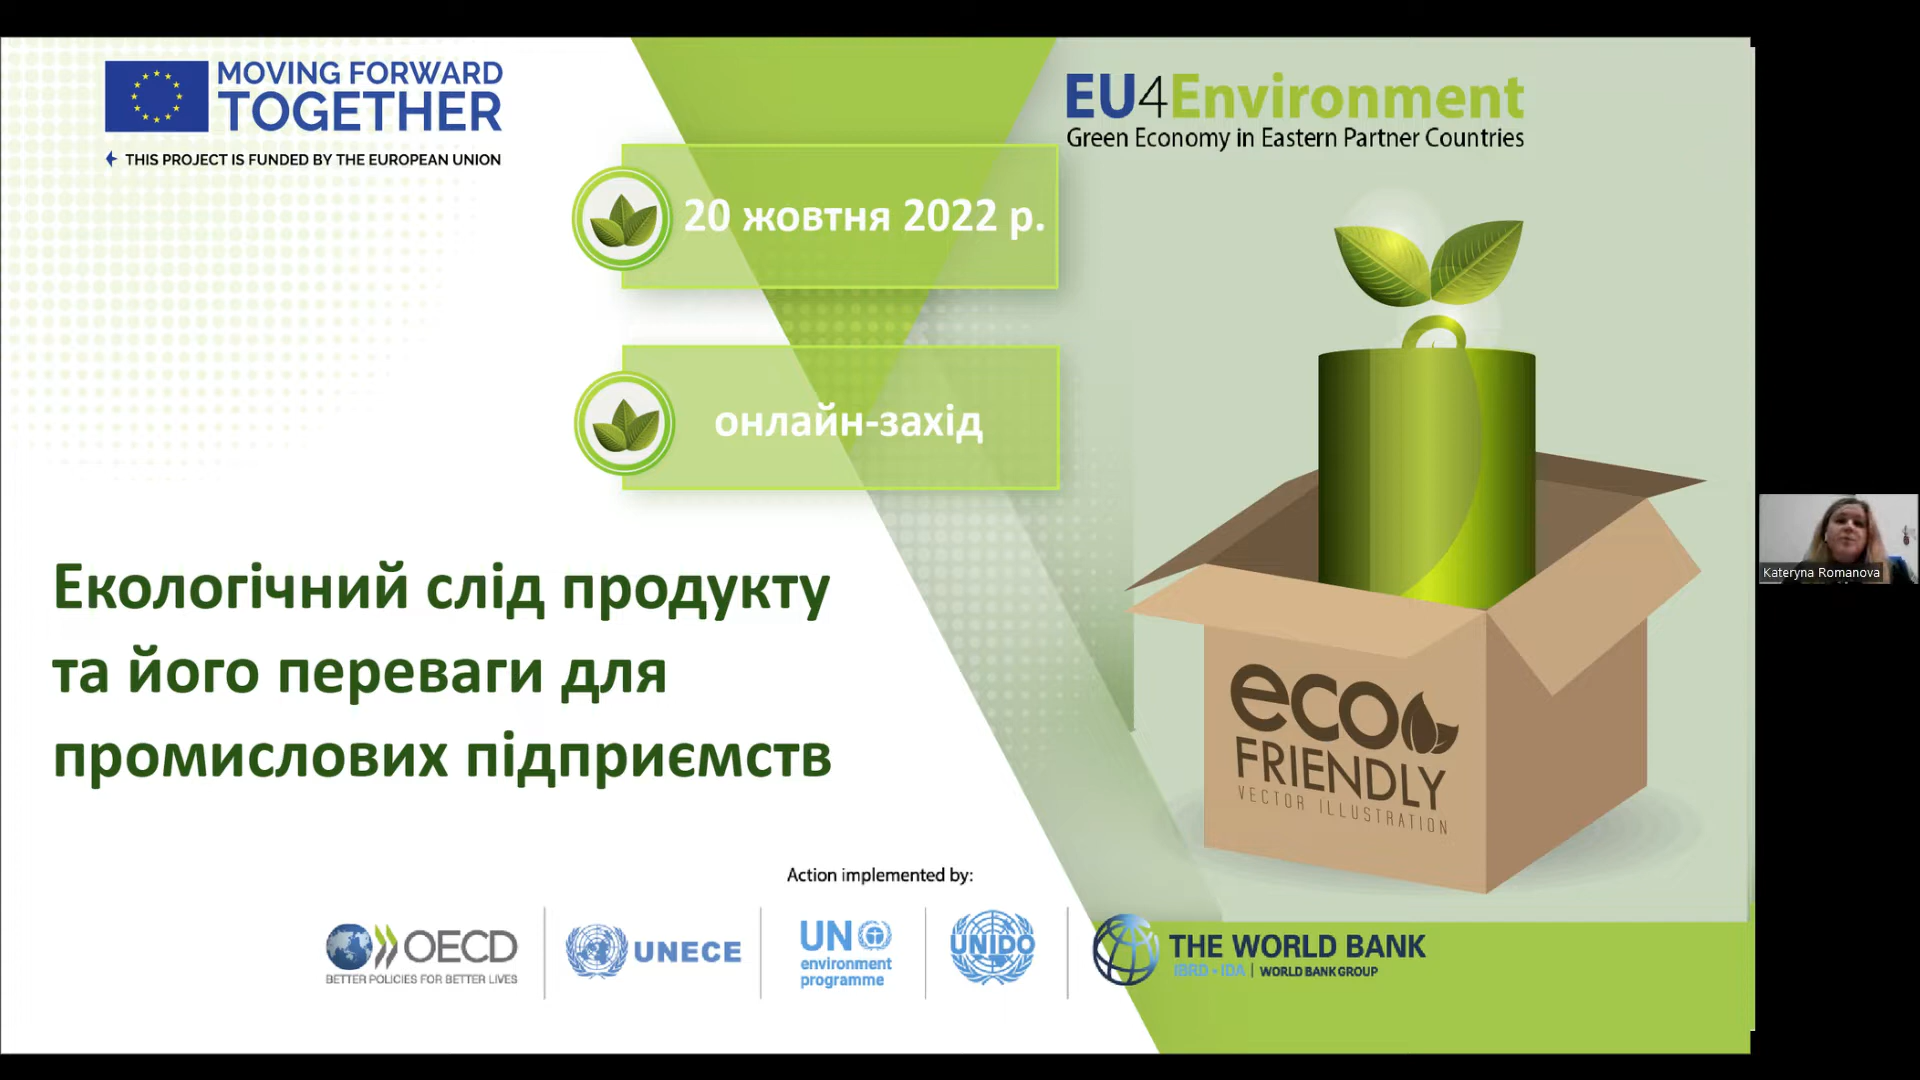 MOVING FORWARD
TOGETHER
THIS PROJECT IS FUNDED BY THE EUROPEAN UNION
EU4Environment
Green Economy in Eastern Partner Countries
20 жовтня 2022 р.
онлайн-захід
Екологічний слід продукту
та його переваги для
промислових підприємств
eco
FRIENDLY
VECTOR ILLUSTRATION
Kateryna Romanova
Action implemented by:
OECD
BETTER POLICIES FOR BETTER LIVES
UNECE
UN
environment
programme
UNIDO
THE WORLD BANK
IBRD • IDA | WORLD BANK GROUP